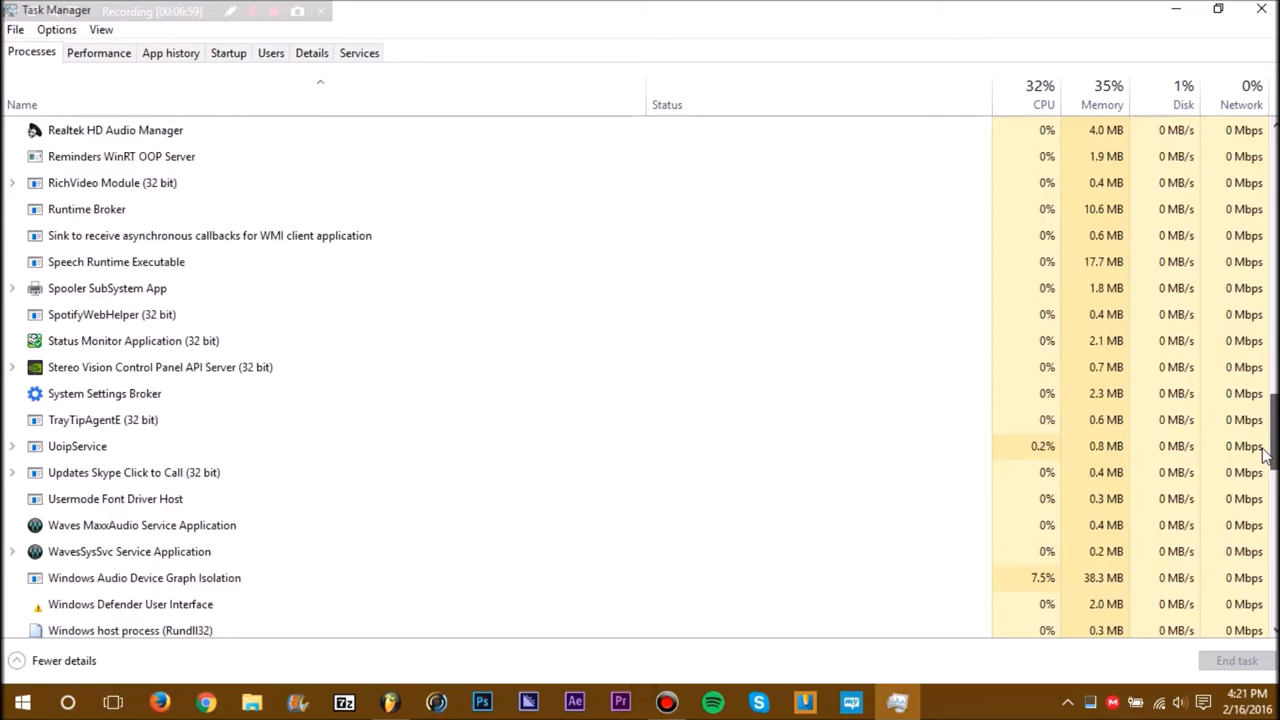 Task Manager
Recording [00:06:59]
File Options View
Processes Performance App history Startup Users Details Services
32% 35% 1% 0%
Name Status CPU Memory Disk Network
Realtek HD Audio Manager 0% 4.0 MB 0 MB/s 0 Mbps
Reminders WinRT OOP Server 0% 1.9 MB 0 MB/s 0 Mbps
RichVideo Module (32 bit) 0% 0.4 MB 0 MB/s 0 Mbps
Runtime Broker 0% 10.6 MB 0 MB/s 0 Mbps
Sink to receive asynchronous callbacks for WMI client application 0% 0.6 MB 0 MB/s 0 Mbps
Speech Runtime Executable 0% 17.7 MB 0 MB/s 0 Mbps
Spooler SubSystem App 0% 1.8 MB 0 MB/s 0 Mbps
SpotifyWebHelper (32 bit) 0% 0.4 MB 0 MB/s 0 Mbps
Status Monitor Application (32 bit) 0% 2.1 MB 0 MB/s 0 Mbps
Stereo Vision Control Panel API Server (32 bit) 0% 0.7 MB 0 MB/s 0 Mbps
System Settings Broker 0% 2.3 MB 0 MB/s 0 Mbps
TrayTipAgentE (32 bit) 0% 0.6 MB 0 MB/s 0 Mbps
UoipService 0.2% 0.8 MB 0 MB/s 0 Mbps
Updates Skype Click to Call (32 bit) 0% 0.4 MB 0 MB/s 0 Mbps
Usermode Font Driver Host 0% 0.3 MB 0 MB/s 0 Mbps
Waves MaxxAudio Service Application 0% 0.4 MB 0 MB/s 0 Mbps
WavesSysSvc Service Application 0% 0.2 MB 0 MB/s 0 Mbps
Windows Audio Device Graph Isolation 7.5% 38.3 MB 0 MB/s 0 Mbps
Windows Defender User Interface 0% 2.0 MB 0 MB/s 0 Mbps
Windows host process (Rundll32) 0% 0.3 MB 0 MB/s 0 Mbps
Fewer details End task
7z Ps Ae Pr
4:21 PM
2/16/2016